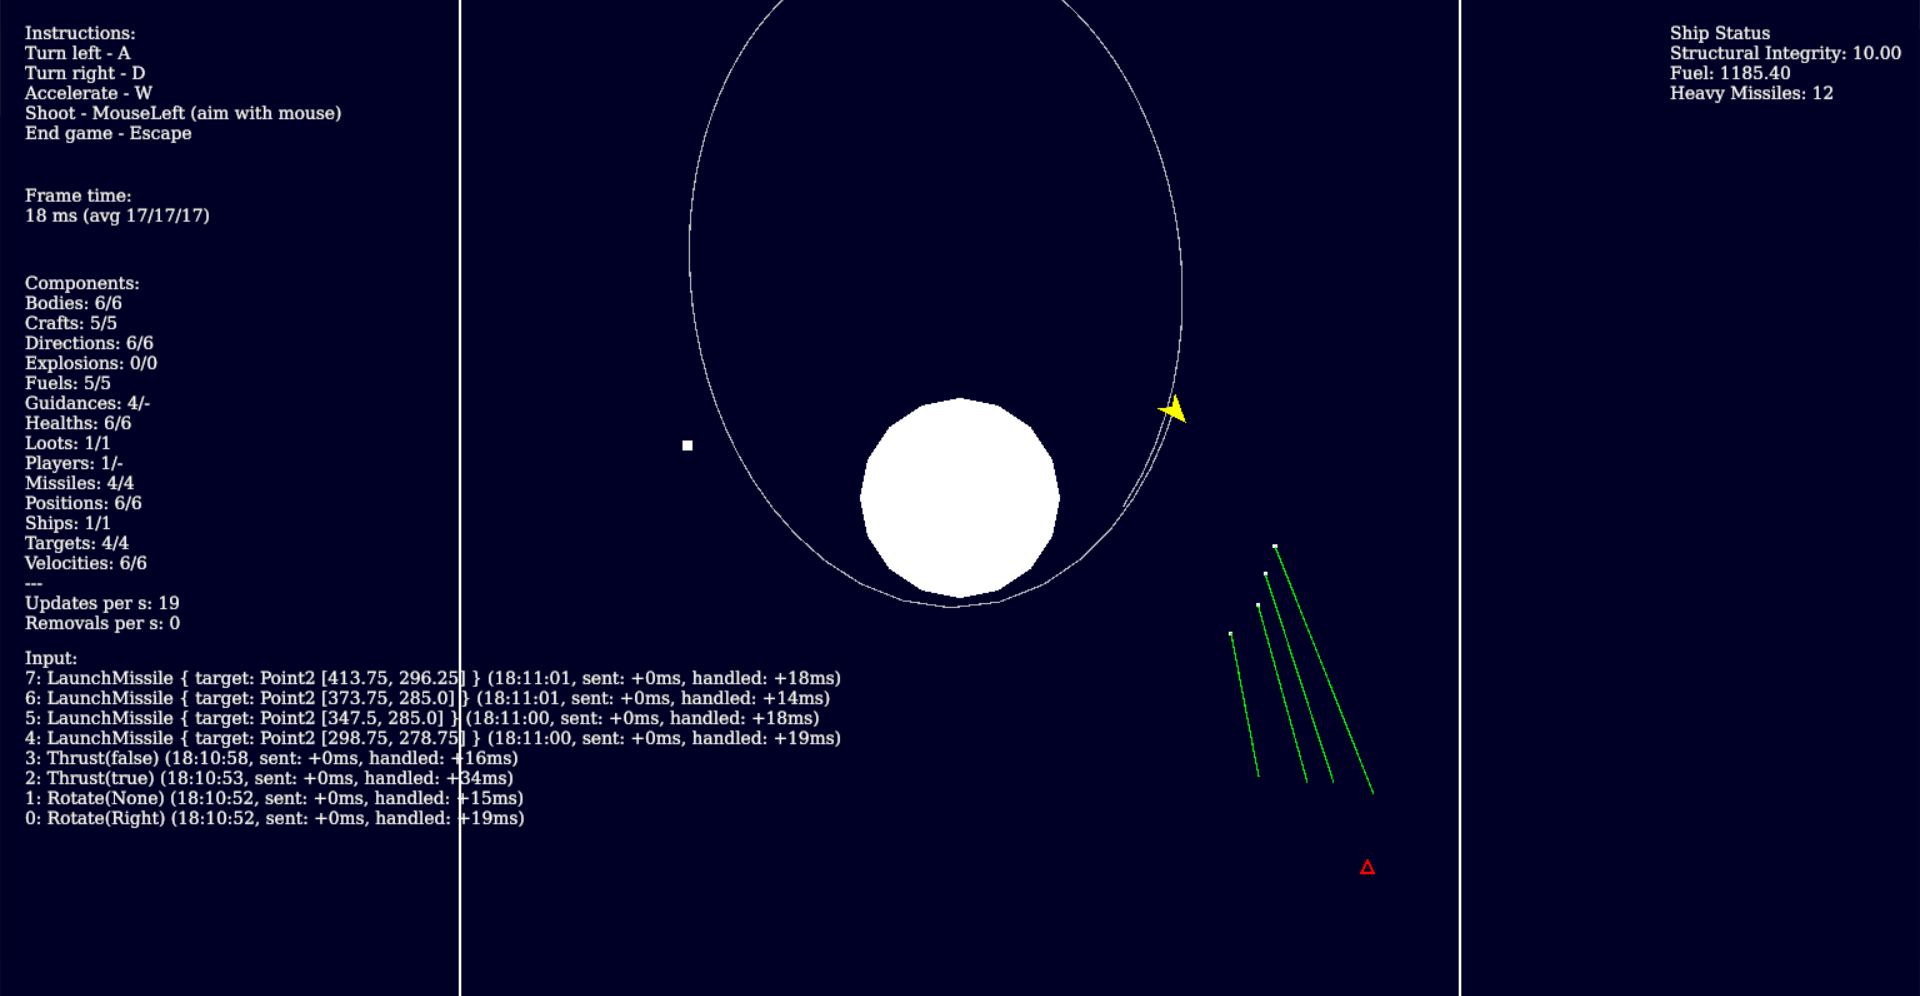 Instructions:
Turn left - A
Turn right - D
Accelerate - W
Shoot - MouseLeft (aim with mouse)
End game - Escape
Frame time:
18 ms (avg 17/17/17)
Components:
Bodies: 6/6
Crafts: 5/5
Directions: 6/6
Explosions: 0/0
Fuels: 5/5
Guidances: 4/-
Healths: 6/6
Loots: 1/1
Players: 1/-
Missiles: 4/4
Positions: 6/6
Ships: 1/1
Targets: 4/4
Velocities: 6/6
---
Updates per s: 19
Removals per s: 0
Input:
7: LaunchMissile { target: Point2 [413.75, 296.25] } (18:11:01, sent: +0ms, handled: +18ms)
6: LaunchMissile { target: Point2 [373.75, 285.0] } (18:11:01, sent: +0ms, handled: +14ms)
5: LaunchMissile { target: Point2 [347.5, 285.0] } (18:11:00, sent: +0ms, handled: +18ms)
4: LaunchMissile { target: Point2 [298.75, 278.75] } (18:11:00, sent: +0ms, handled: +19ms)
3: Thrust(false) (18:10:58, sent: +0ms, handled: +16ms)
2: Thrust(true) (18:10:53, sent: +0ms, handled: +34ms)
1: Rotate(None) (18:10:52, sent: +0ms, handled: +15ms)
0: Rotate(Right) (18:10:52, sent: +0ms, handled: +19ms)
Ship Status
Structural Integrity: 10.00
Fuel: 1185.40
Heavy Missiles: 12